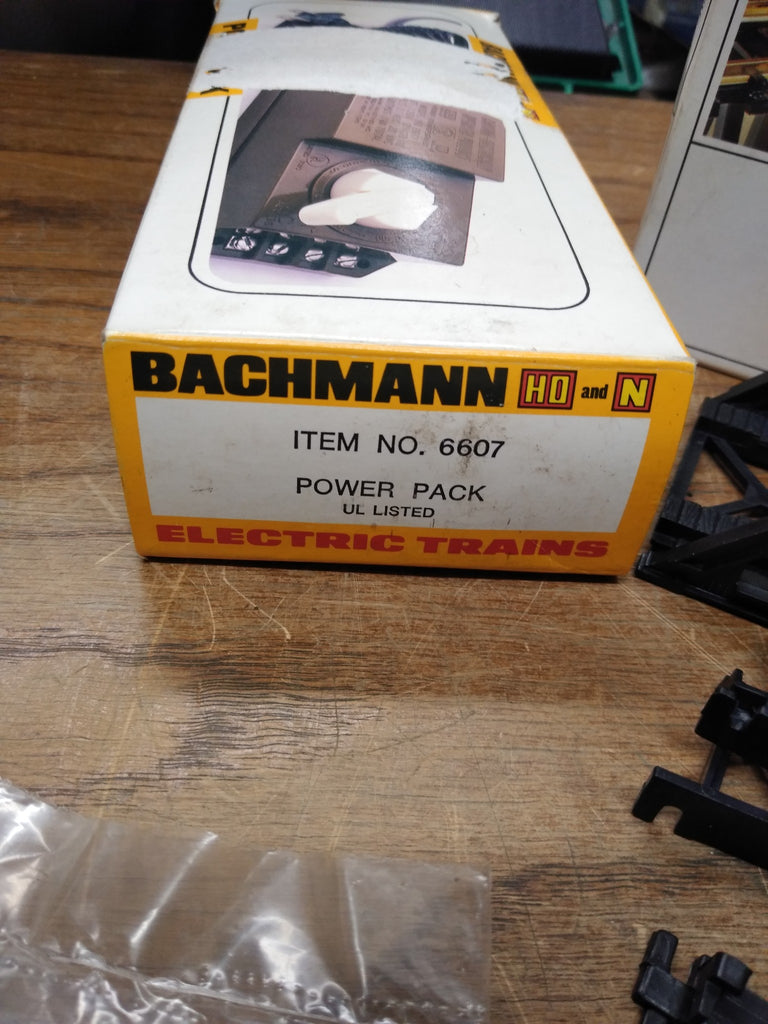 BACHMANN HO and N
ITEM NO. 6607
POWER PACK
UL LISTED
ELECTRIC TRAINS